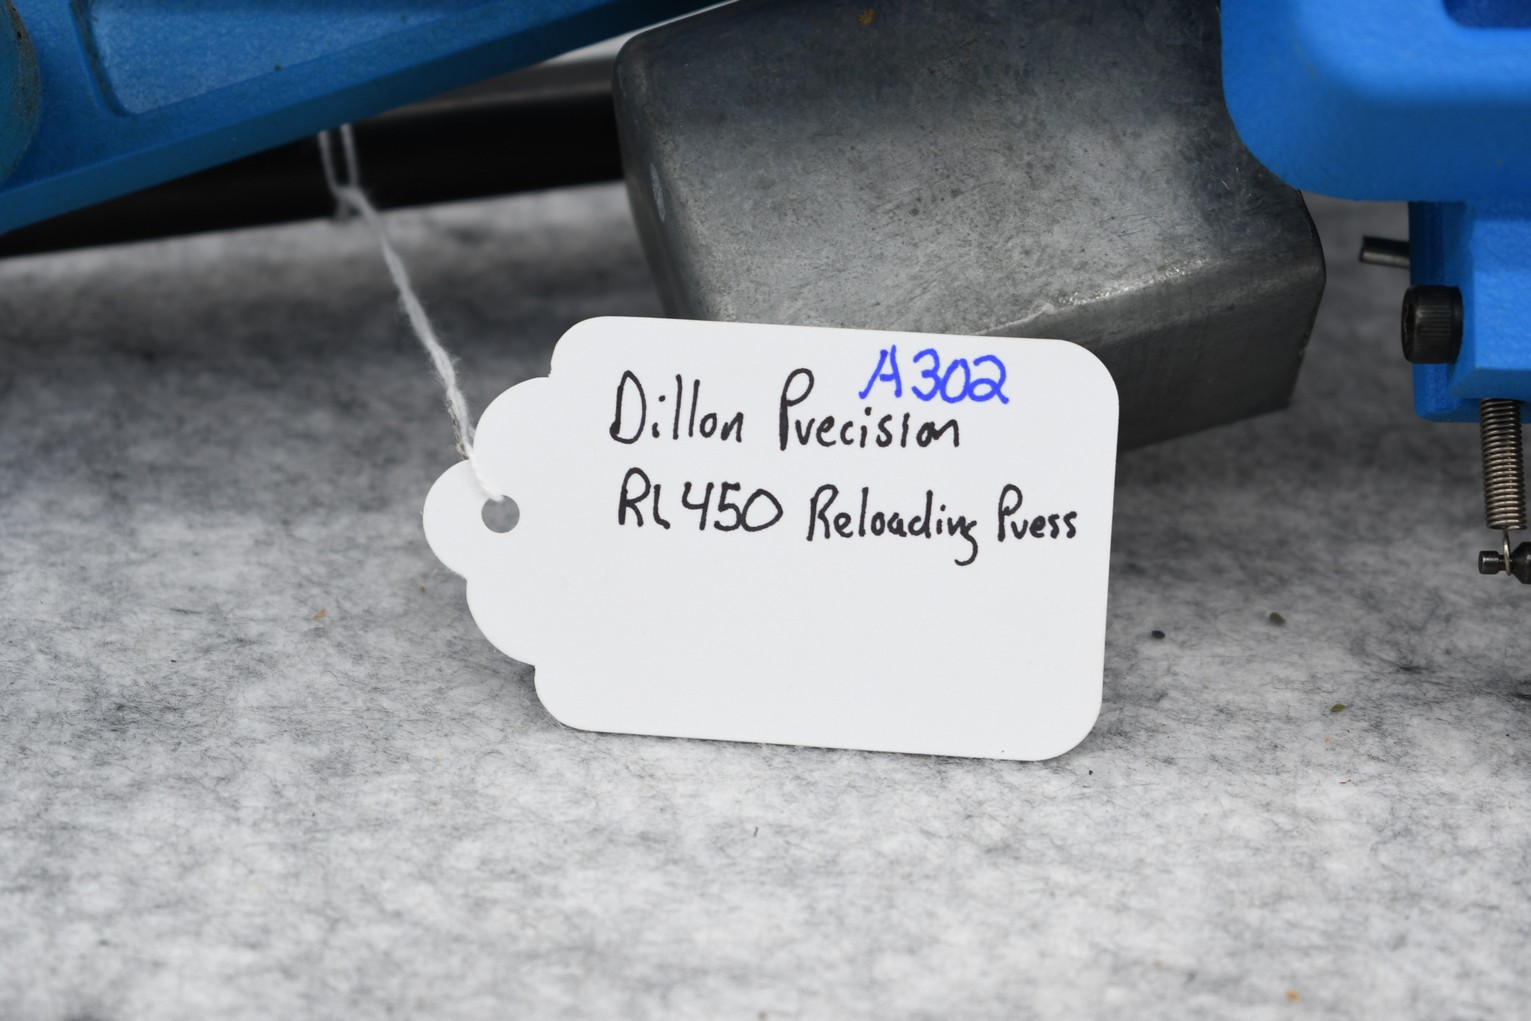 A302
Dillon Precision
RL450 Reloading Press